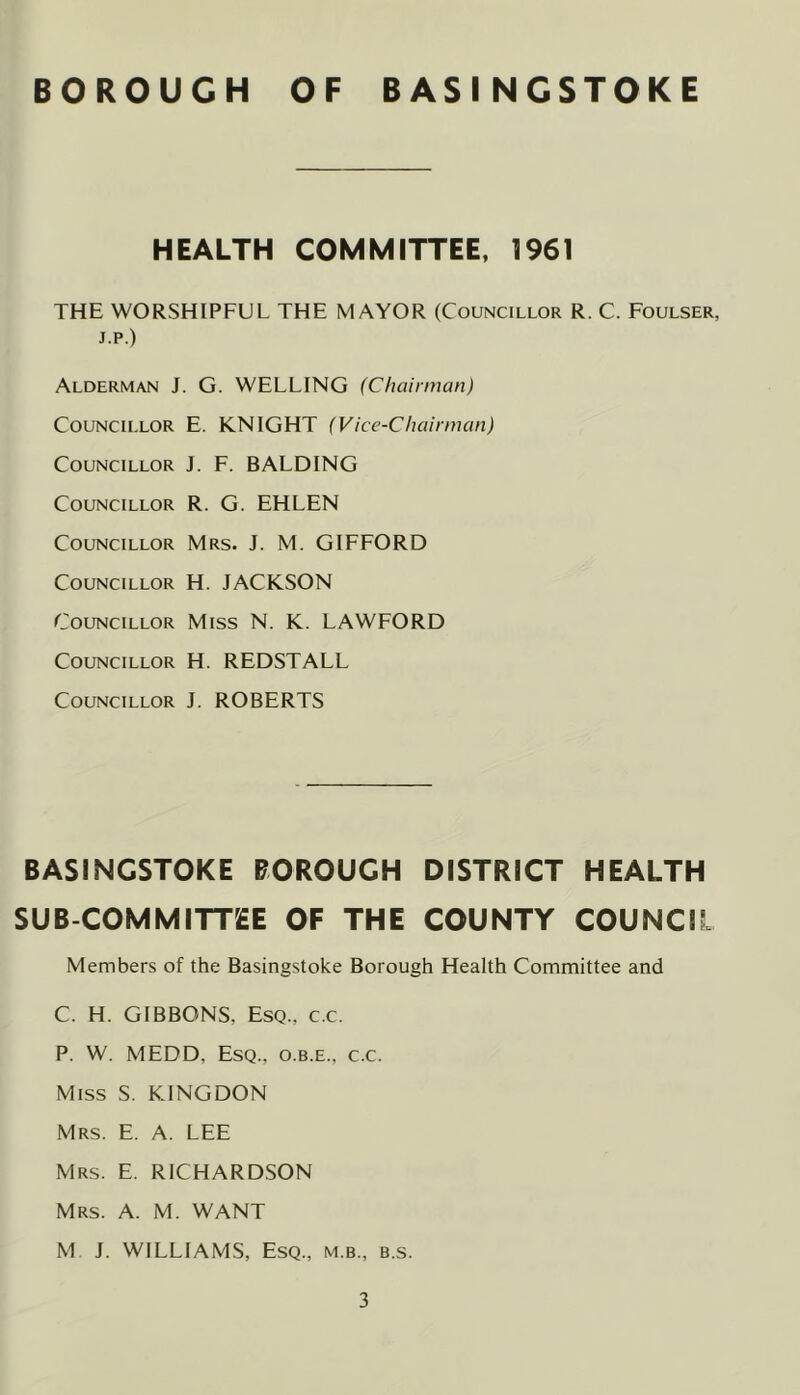 BOROUGH OF BASINGSTOKE
HEALTH COMMITTEE, 1961
THE WORSHIPFUL THE MAYOR (Councillor R. C. Foulser,
J.P.)
Alderman J. G. WELLING (Chairman)
Councillor E. KNIGHT (Vice-Chairman)
Councillor J. F. BALDING
Councillor R. G. EHLEN
Councillor Mrs. J. M. GIFFORD
Councillor H. JACKSON
Councillor Miss N. K. LAWFORD
Councillor H. REDSTALL
Councillor J. ROBERTS
BASINGSTOKE BOROUGH DISTRICT HEALTH
SUB-COMMITTEE OF THE COUNTY COUNCIL
Members of the Basingstoke Borough Health Committee and
C. H. GIBBONS, Esq., c.c.
P. W. MEDD, Esq., o.b.e., c.c.
Miss S. KINGDON
Mrs. E. A. LEE
Mrs. E. RICHARDSON
Mrs. A. M. WANT
M. J. WILLIAMS, Esq., m.b., b.s.
3